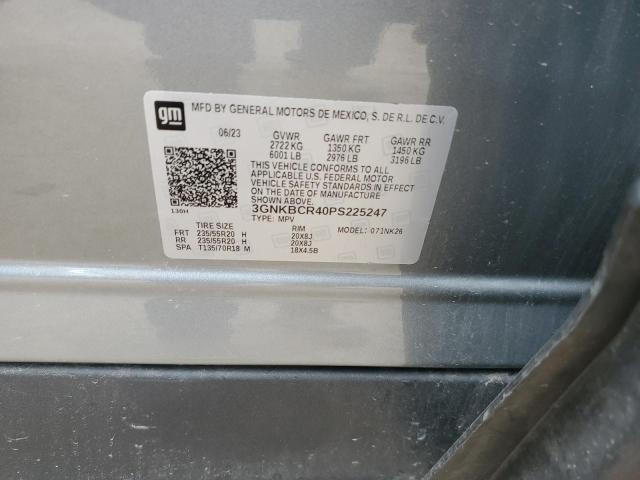 gm
MFD BY GENERAL MOTORS DE MEXICO, S. DE R.L. DE C.V.
06/23 GVWR GAWR FRT GAWR RR
2722 KG 1350 KG 1450 KG
6001 LB 2976 LB 3196 LB
THIS VEHICLE CONFORMS TO ALL
APPLICABLE U.S. FEDERAL MOTOR
VEHICLE SAFETY STANDARDS IN EFFECT
ON THE DATE OF MANUFACTURE
SHOWN ABOVE.
130H 3GNKBCR40PS225247
TYPE: MPV
TIRE SIZE RIM MODEL: 071NK26
FRT 235/55R20 H 20X8J
RR 235/55R20 H 20X8J
SPA T135/70R18 M 18X4.5B